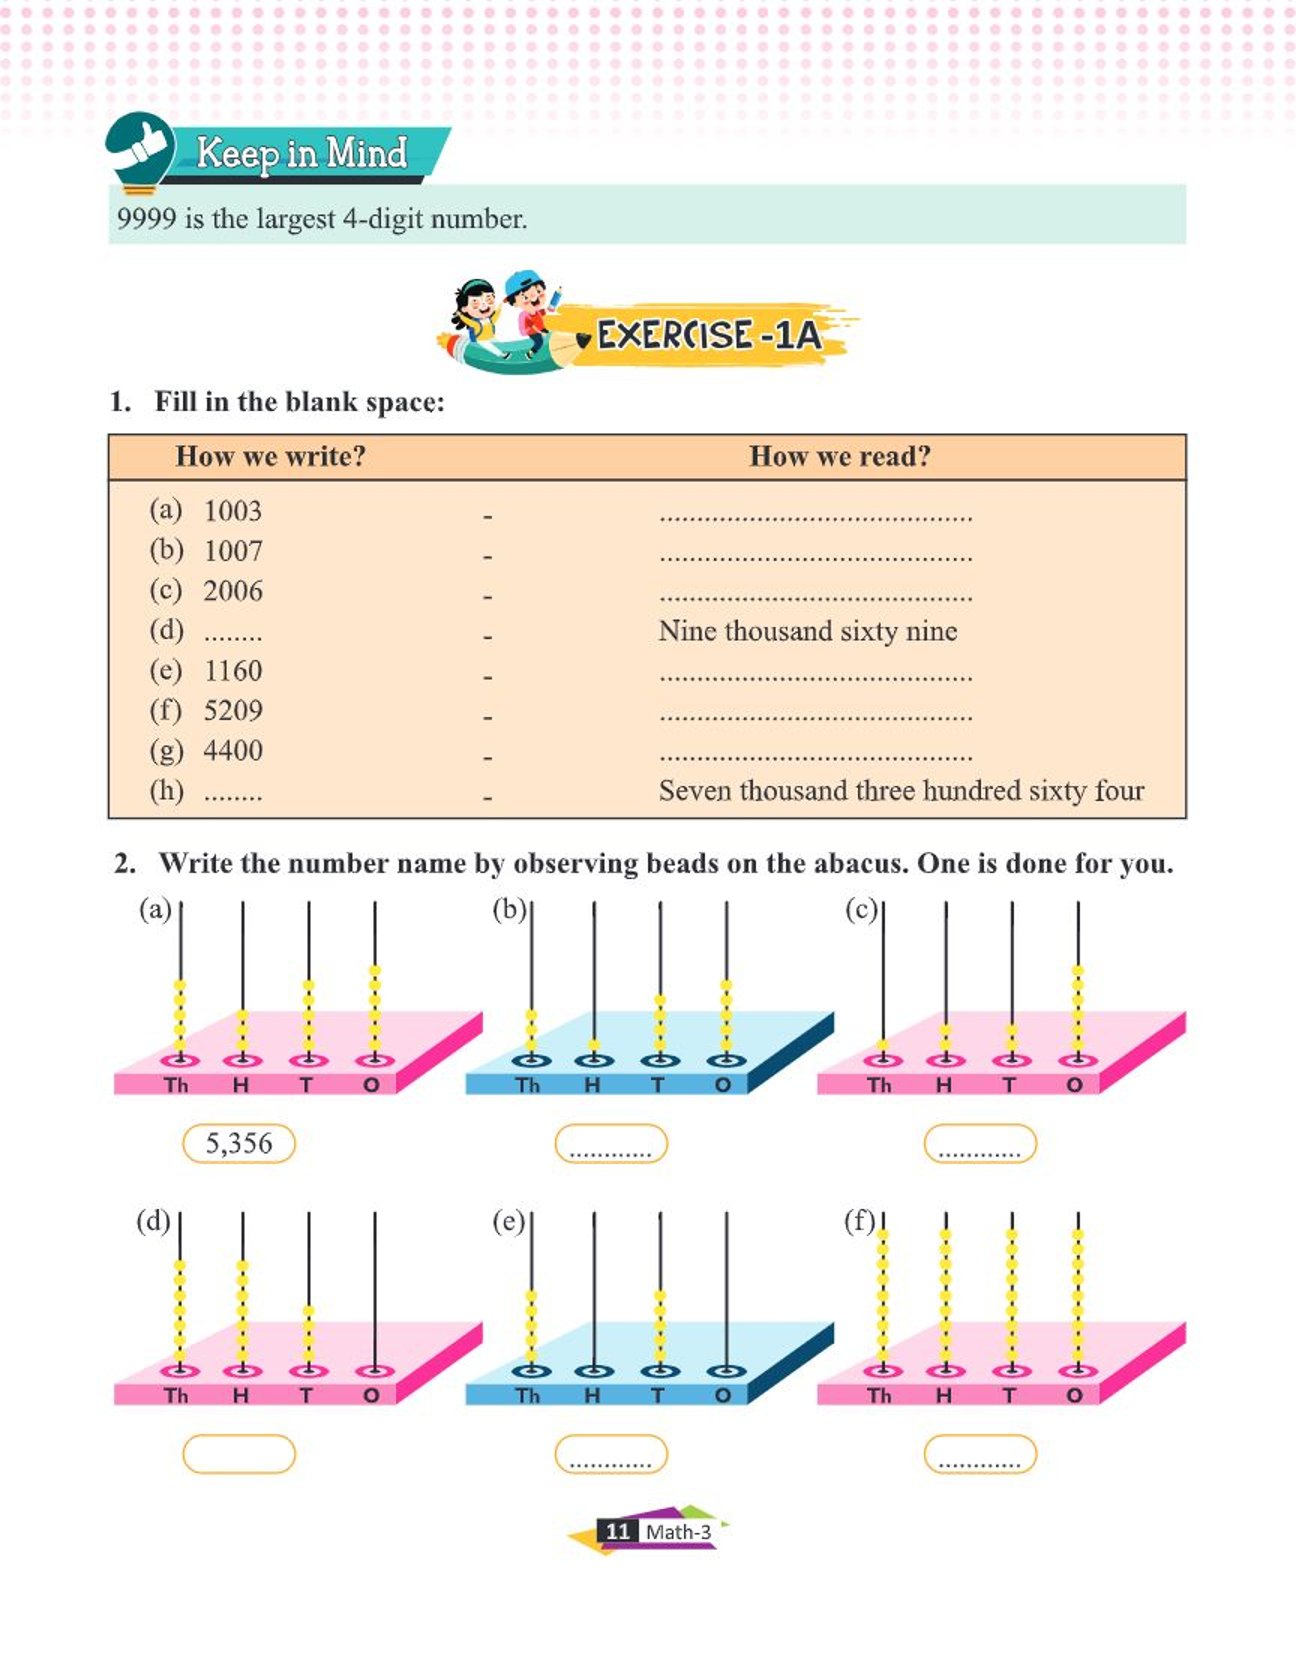 Keep in Mind
9999 is the largest 4-digit number.
EXERCISE -1A
1. Fill in the blank space:
How we write? How we read?
(a) 1003 - ..........................................
(b) 1007 - ..........................................
(c) 2006 - ..........................................
(d) ........ - Nine thousand sixty nine
(e) 1160 - ..........................................
(f) 5209 - ..........................................
(g) 4400 - ..........................................
(h) ........ - Seven thousand three hundred sixty four
2. Write the number name by observing beads on the abacus. One is done for you.
(a) (b) (c)
Th H T O Th H T O Th H T O
5,356 ............ ............
(d) (e) (f)
Th H T O Th H T O Th H T O
............ ............
11 Math-3